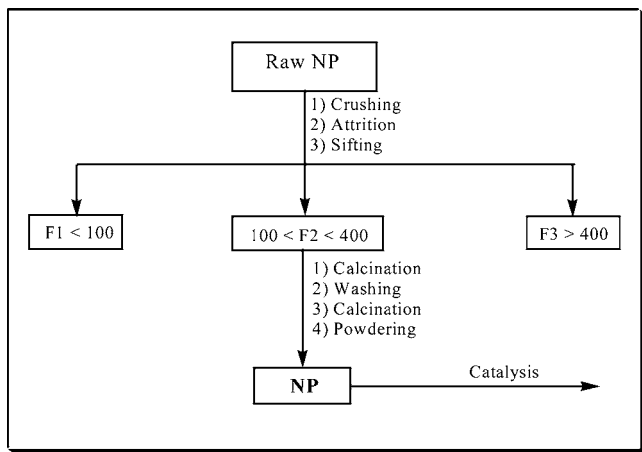 Raw NP
1) Crushing
2) Attrition
3) Sifting
F1 < 100
100 < F2 < 400
F3 > 400
1) Calcination
2) Washing
3) Calcination
4) Powdering
NP
Catalysis